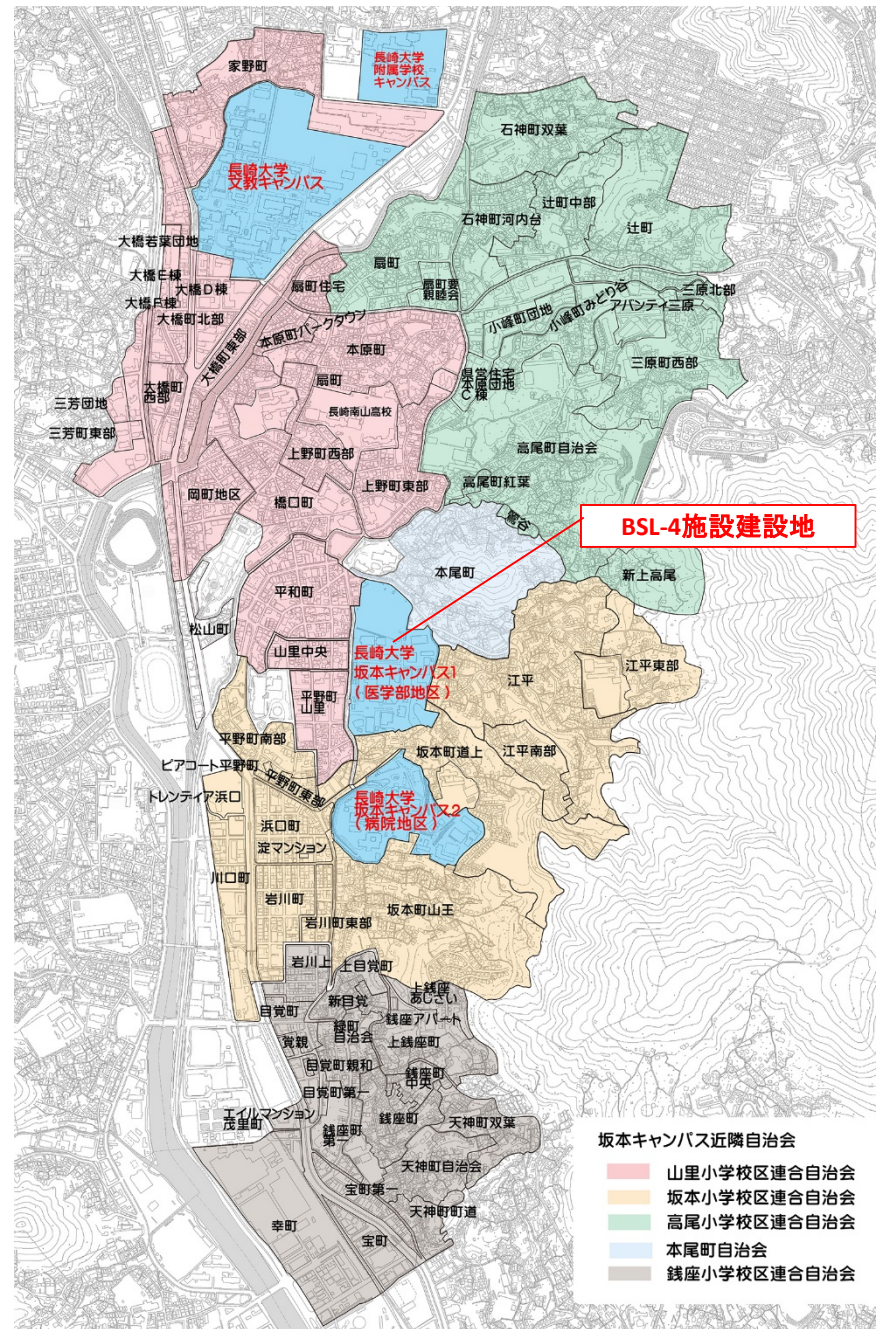 家野町
長崎大学
附属学校
キャンパス
長崎大学
文教キャンパス
石神町双葉
辻町中部
石神町河内台
辻町
大橋若葉団地
扇町
大橋E棟
大橋D棟
扇町住宅
扇町要
親睦会
三原北部
大橋F棟
小峰町みどり谷
アバンティ三原
大橋町北部
小峰町団地
本原町パークタウン
大橋町東部
本原町
三原町西部
大橋町
西部
扇町
県営住宅
本原団地
C棟
三芳団地
長崎南山高校
三芳町東部
上野町西部
高尾町自治会
岡町地区
橋口町
上野町東部
高尾町紅葉
鶯谷
BSL-4施設建設地
本尾町
新上高尾
平和町
松山町
山里中央
長崎大学
坂本キャンパス1
(医学部地区)
江平
江平東部
平野町
山里
平野町南部
坂本町道上
江平南部
ピアコート平野町
平野町東部
トレンディア浜口
長崎大学
坂本キャンパス2
(病院地区)
浜口町
淀マンション
川口町
岩川町
坂本町山王
岩川町東部
岩川上
上目覚町
上銭座
あじさい
新目覚
目覚町
銭座アパート
緑町
自治会
覚親
上銭座町
目覚町親和
銭座町
中央
目覚町第一
エイルマンション
茂里町
銭座町
第一
銭座町
天神町双葉
天神町自治会
宝町第一
天神町町道
幸町
宝町
坂本キャンパス近隣自治会
山里小学校区連合自治会
坂本小学校区連合自治会
高尾小学校区連合自治会
本尾町自治会
銭座小学校区連合自治会